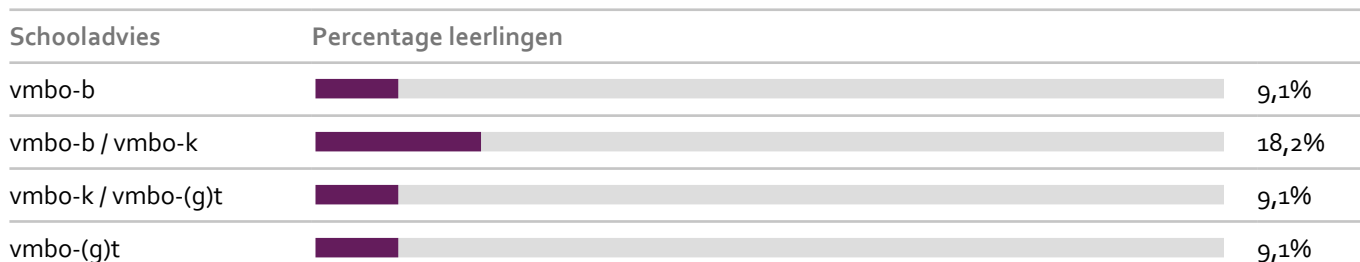 Schooladvies Percentage leerlingen
vmbo-b 9,1%
vmbo-b / vmbo-k 18,2%
vmbo-k / vmbo-(g)t 9,1%
vmbo-(g)t 9,1%